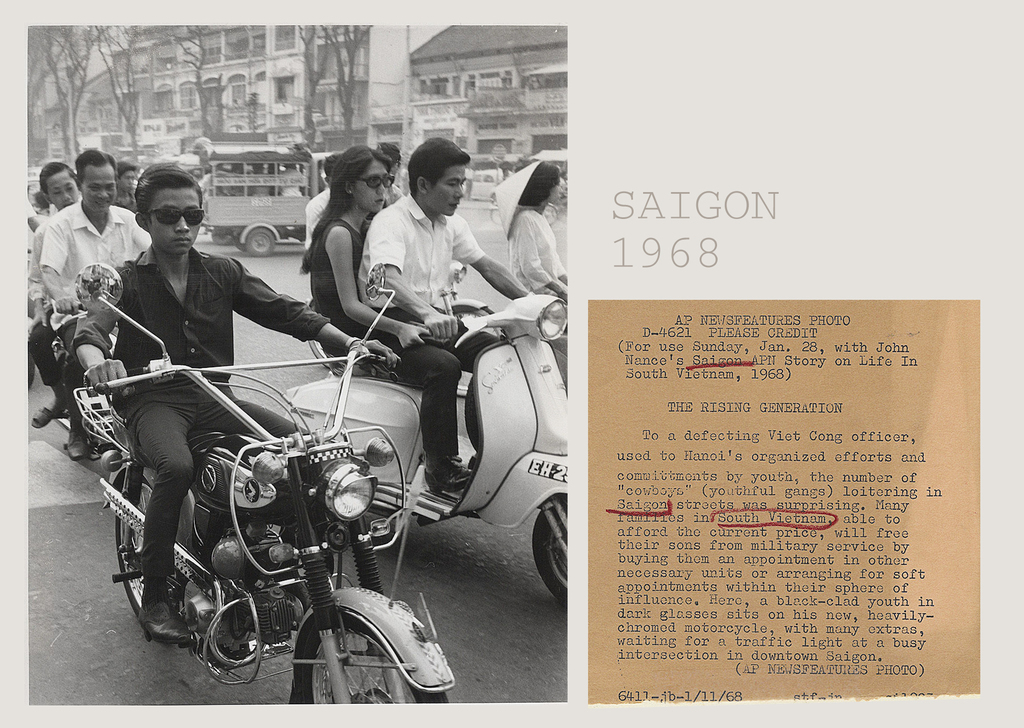 SAIGON
1968
AP NEWSFEATURES PHOTO
D-4621 PLEASE CREDIT
(For use Sunday, Jan. 28, with John
Nance's Saigon APN Story on Life In
South Vietnam, 1968)
THE RISING GENERATION
To a defecting Viet Cong officer,
used to Hanoi's organized efforts and
committments by youth, the number of
"cowboys" (youthful gangs) loitering in
Saigon streets was surprising. Many
families in South Vietnam, able to
afford the current price, will free
their sons from military service by
buying them an appointment in other
necessary units or arranging for soft
appointments within their sphere of
influence. Here, a black-clad youth in
dark glasses sits on his new, heavily-
chromed motorcycle, with many extras,
waiting for a traffic light at a busy
intersection in downtown Saigon.
(AP NEWSFEATURES PHOTO)
6411-jb-1/11/68